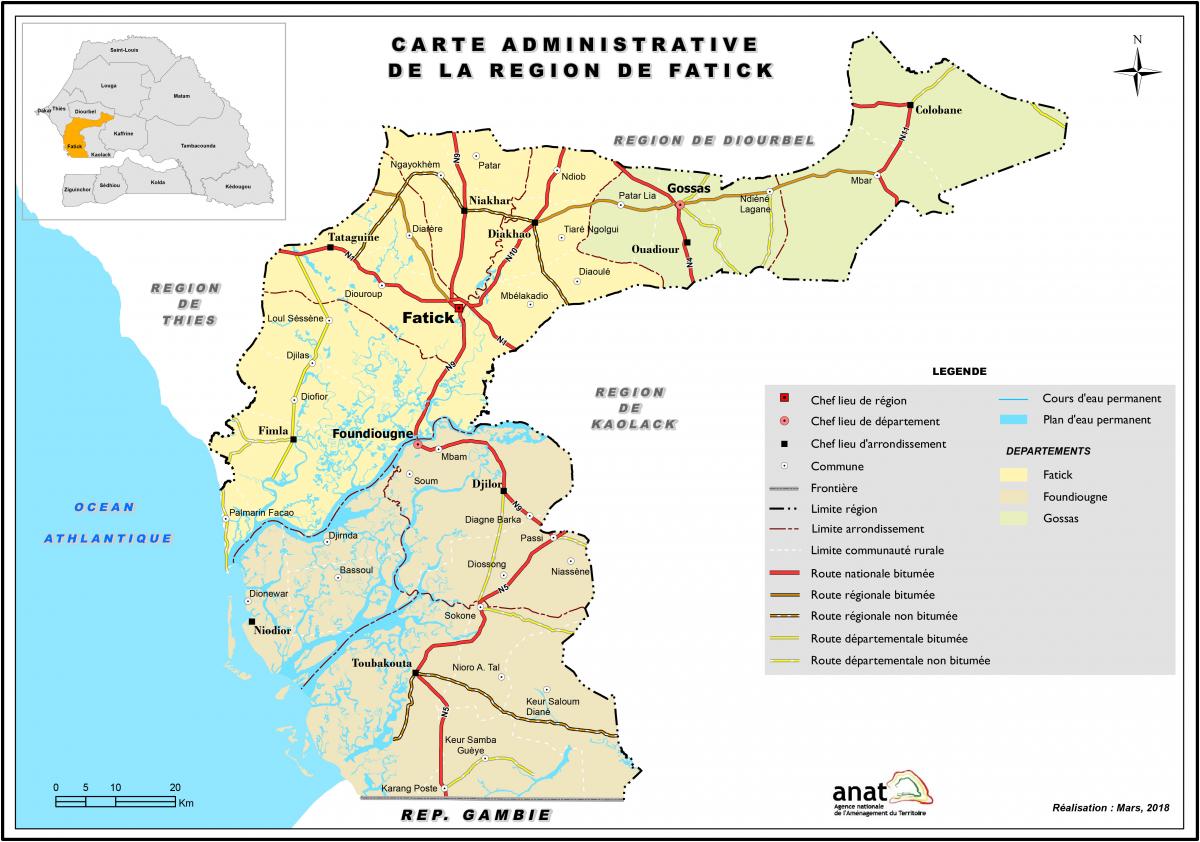 CARTE ADMINISTRATIVE
DE LA REGION DE FATICK
N
Saint-Louis
Louga
Matam
Dakar
Thiès
Diourbel
Kaffrine
Fatick
Kaolack
Tambacounda
Ziguinchor
Sédhiou
Kolda
Kédougou
REGION DE DIOURBEL
Colobane
N11
Mbar
Ngayokhèm
N9
Patar
Ndiob
Gossas
Patar Lia
Ndiéné
Lagane
Niakhar
Diakhao
Tiaré Ngolgui
Ouadiour
N4
Tataguine
Diarère
N1
N10
Diaoulé
Diouroup
Mbélakadio
REGION
DE
THIES
Fatick
Loul Séssène
N1
Djilas
N9
Diofior
REGION
DE
KAOLACK
Fimla
Foundiougne
Mbam
Soum
Djilor
N9
Palmarin Façao
Diagne Barka
Passi
Djirnda
OCEAN
ATHLANTIQUE
Bassoul
Diossong
Niassène
Dionewar
N5
Sokone
Niodior
Toubakouta
Nioro A. Tal
Keur Saloum
Diané
N5
Keur Samba
Guèye
Karang Poste
REP. GAMBIE
0 5 10 20
Km
LEGENDE
Chef lieu de région
Chef lieu de département
Chef lieu d'arrondissement
Commune
Frontière
Limite région
Limite arrondissement
Limite communauté rurale
Route nationale bitumée
Route régionale bitumée
Route régionale non bitumée
Route départementale bitumée
Route départementale non bitumée
Cours d'eau permanent
Plan d'eau permanent
DEPARTEMENTS
Fatick
Foundiougne
Gossas
anat
Agence nationale
de l'Aménagement du Territoire
Réalisation : Mars, 2018